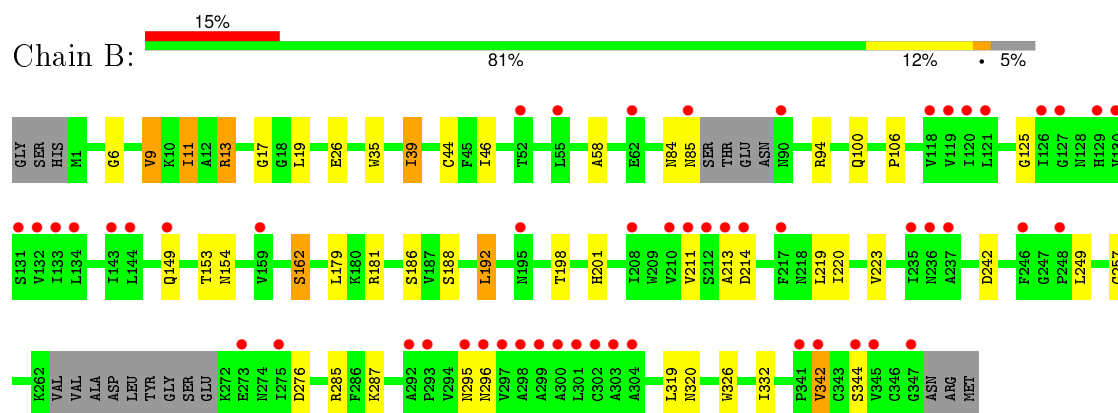 15%
Chain B:
81% 12% • 5%
GLY SER HIS M1 G6 V9 K10 I11 A12 R13 G17 G18 L19 E26 W35 I39 C44 F45 I46 T52 L55 A58 E62 N84 N85 SER THR GLU ASN N90 R94 Q100 P106 V118 V119 I120 L121 G125 I126 G127 N128 H129
S131 V132 I133 L134 I143 L144 Q149 T153 N154 V159 S162 L179 K180 R181 S186 V187 S188 L192 N195 T198 H201 I208 W209 V210 V211 S212 A213 D214 F217 N218 L219 I220 V223 I235 N236 A237 D242 F246 G247 P248 L249
K262 VAL VAL ALA ASP LEU TYR GLY SER GLU K272 E273 N274 I275 D276 R285 F286 K287 A292 P293 V294 N295 N296 V297 A298 A299 A300 L301 C302 A303 A304 L319 N320 W326 I332 P341 V342 C343 S344 V345 C346 G347 ASN ARG MET